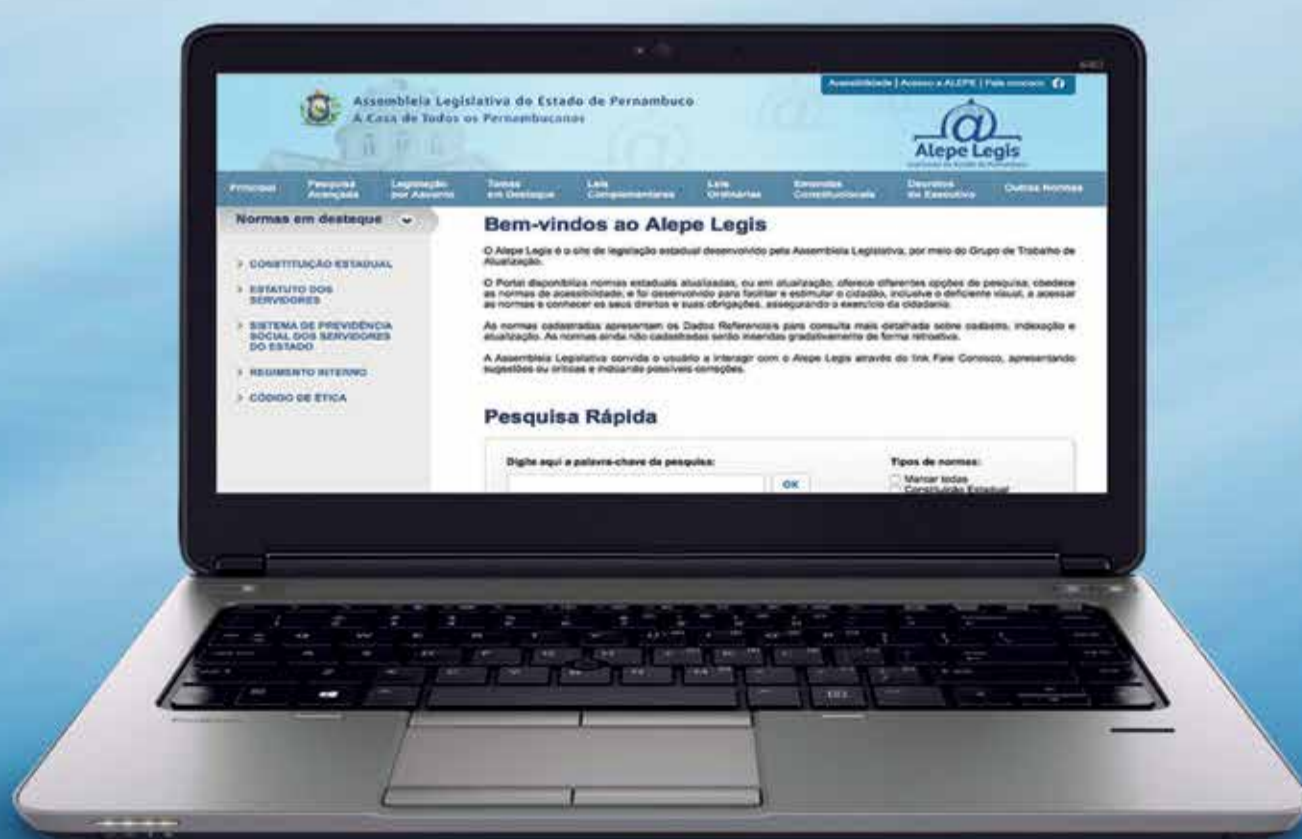 Acessibilidade | Acesso a ALEPE | Fale conosco
Assembleia Legislativa do Estado de Pernambuco
A Casa de Todos os Pernambucanos
@
Alepe Legis
Legislação do Estado de Pernambuco
Principal
Pesquisa Avançada
Legislação por Assunto
Temas em Destaque
Leis Complementares
Leis Ordinárias
Emendas Constitucionais
Decretos do Executivo
Outras Normas
Normas em destaque
> CONSTITUIÇÃO ESTADUAL
> ESTATUTO DOS
SERVIDORES
> SISTEMA DE PREVIDÊNCIA
SOCIAL DOS SERVIDORES
DO ESTADO
> REGIMENTO INTERNO
> CÓDIGO DE ÉTICA
Bem-vindos ao Alepe Legis
O Alepe Legis é o site de legislação estadual desenvolvido pela Assembleia Legislativa, por meio do Grupo de Trabalho de
Atualização.
O Portal disponibiliza normas estaduais atualizadas, ou em atualização, oferece diferentes opções de pesquisa, obedece
as normas de acessibilidade, e foi desenvolvido para facilitar e estimular o cidadão, inclusive o deficiente visual, a acessar
as normas e conhecer os seus direitos e suas obrigações, assegurando o exercício da cidadania.
As normas cadastradas apresentam os Dados Referenciais para consulta mais detalhada sobre cadastro, indexação e
atualização. As normas ainda não cadastradas serão inseridas gradativamente de forma retroativa.
A Assembleia Legislativa convida o usuário a interagir com o Alepe Legis através do link Fale Conosco, apresentando
sugestões ou críticas e indicando possíveis correções.
Pesquisa Rápida
Digite aqui a palavra-chave da pesquisa:
OK
Tipos de normas:
Marcar todas
Constituição Estadual